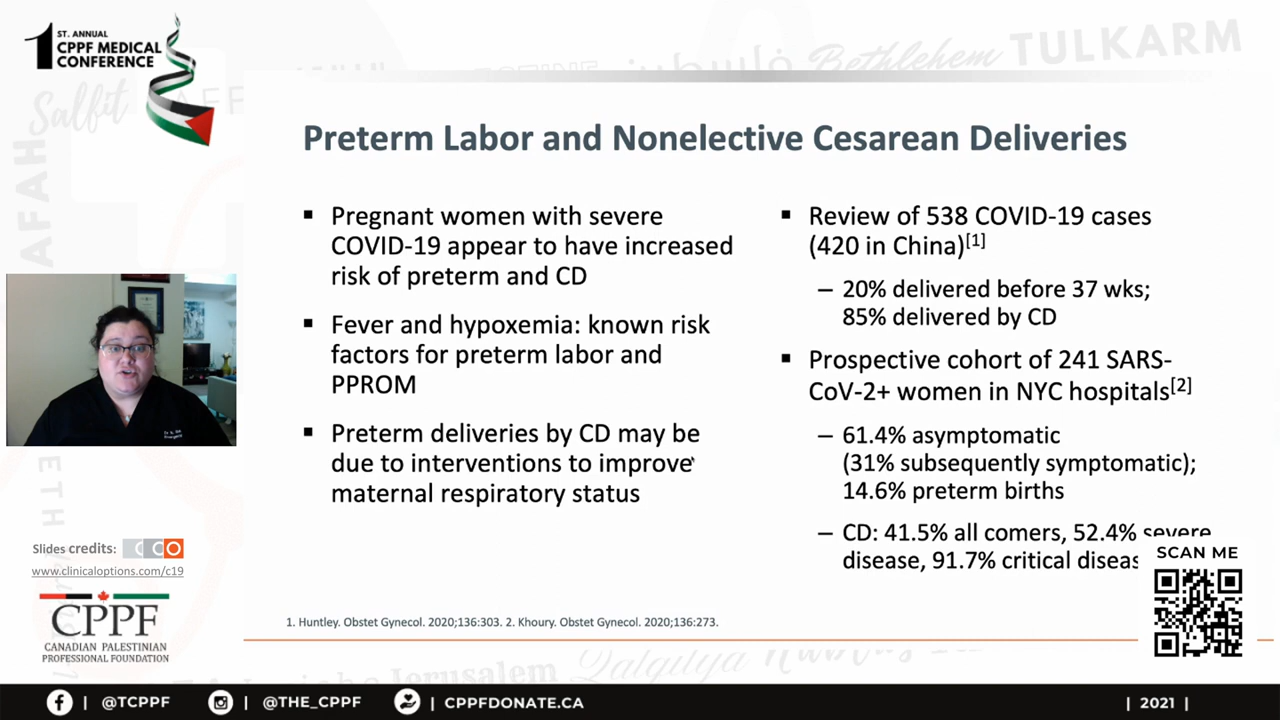 1
ST. ANNUAL
CPPF MEDICAL
CONFERENCE
Salfit
Bethlehem
TULKARM
Preterm Labor and Nonelective Cesarean Deliveries
▪ Pregnant women with severe
COVID-19 appear to have increased
risk of preterm and CD
▪ Fever and hypoxemia: known risk
factors for preterm labor and
PPROM
▪ Preterm deliveries by CD may be
due to interventions to improve
maternal respiratory status
▪ Review of 538 COVID-19 cases
(420 in China)[1]
– 20% delivered before 37 wks;
85% delivered by CD
▪ Prospective cohort of 241 SARS-
CoV-2+ women in NYC hospitals[2]
– 61.4% asymptomatic
(31% subsequently symptomatic);
14.6% preterm births
– CD: 41.5% all comers, 52.4% severe
disease, 91.7% critical diseas
SCAN ME
Slides credits: CCO
www.clinicaloptions.com/c19
CPPF
CANADIAN PALESTINIAN
PROFESSIONAL FOUNDATION
1. Huntley. Obstet Gynecol. 2020;136:303. 2. Khoury. Obstet Gynecol. 2020;136:273.
Jerusalem
Qalqilya
| @TCPPF
| @THE_CPPF
| CPPFDONATE.CA
| 2021 |